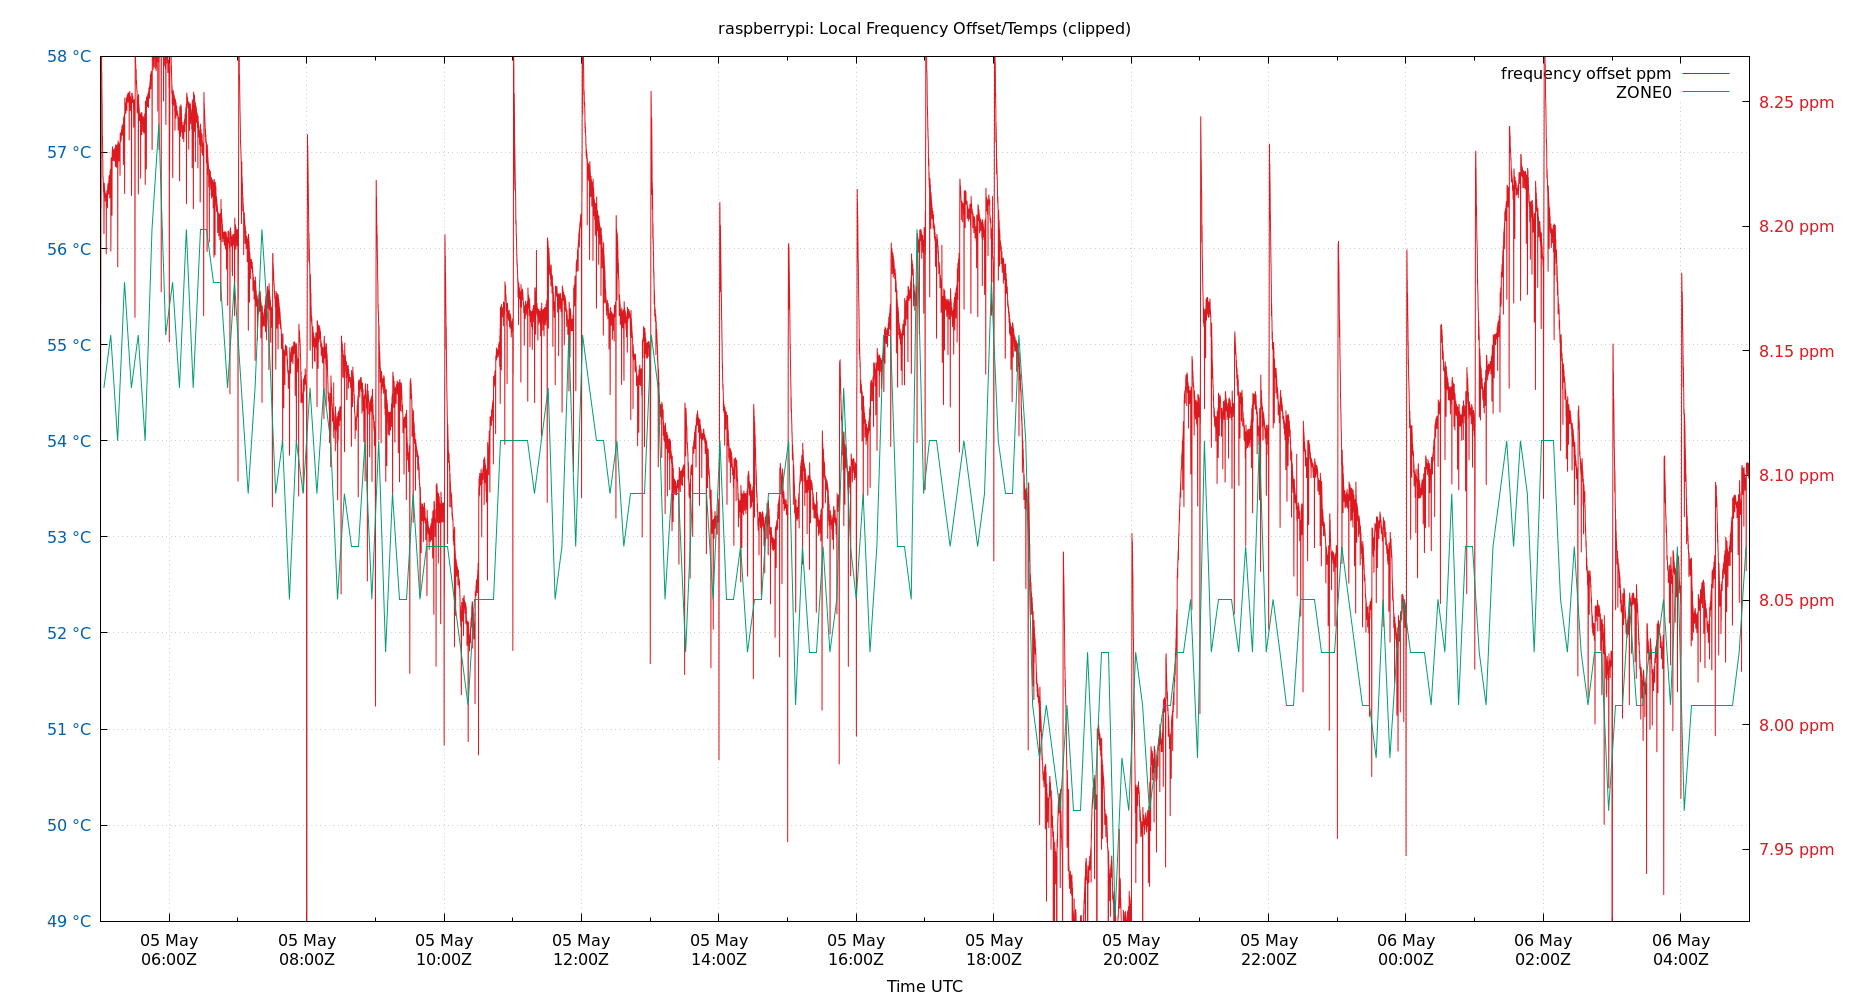 raspberrypi: Local Frequency Offset/Temps (clipped)
58 °C
57 °C
56 °C
55 °C
54 °C
53 °C
52 °C
51 °C
50 °C
49 °C
frequency offset ppm
ZONE0
8.25 ppm
8.20 ppm
8.15 ppm
8.10 ppm
8.05 ppm
8.00 ppm
7.95 ppm
05 May 05 May 05 May 05 May 05 May 05 May 05 May 05 May 05 May 06 May 06 May 06 May
06:00Z 08:00Z 10:00Z 12:00Z 14:00Z 16:00Z 18:00Z 20:00Z 22:00Z 00:00Z 02:00Z 04:00Z
Time UTC